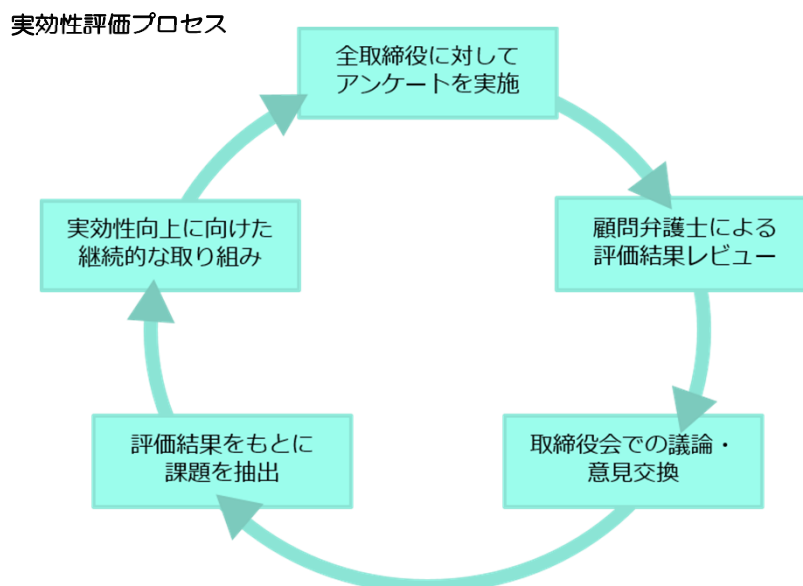 実効性評価プロセス
全取締役に対して
アンケートを実施
顧問弁護士による
評価結果レビュー
取締役会での議論・
意見交換
評価結果をもとに
課題を抽出
実効性向上に向けた
継続的な取り組み